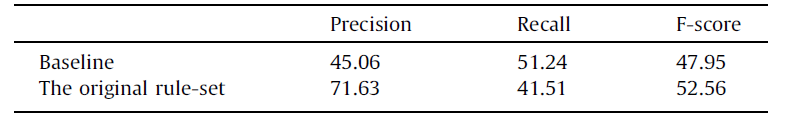 Precision Recall F-score
Baseline 45.06 51.24 47.95
The original rule-set 71.63 41.51 52.56